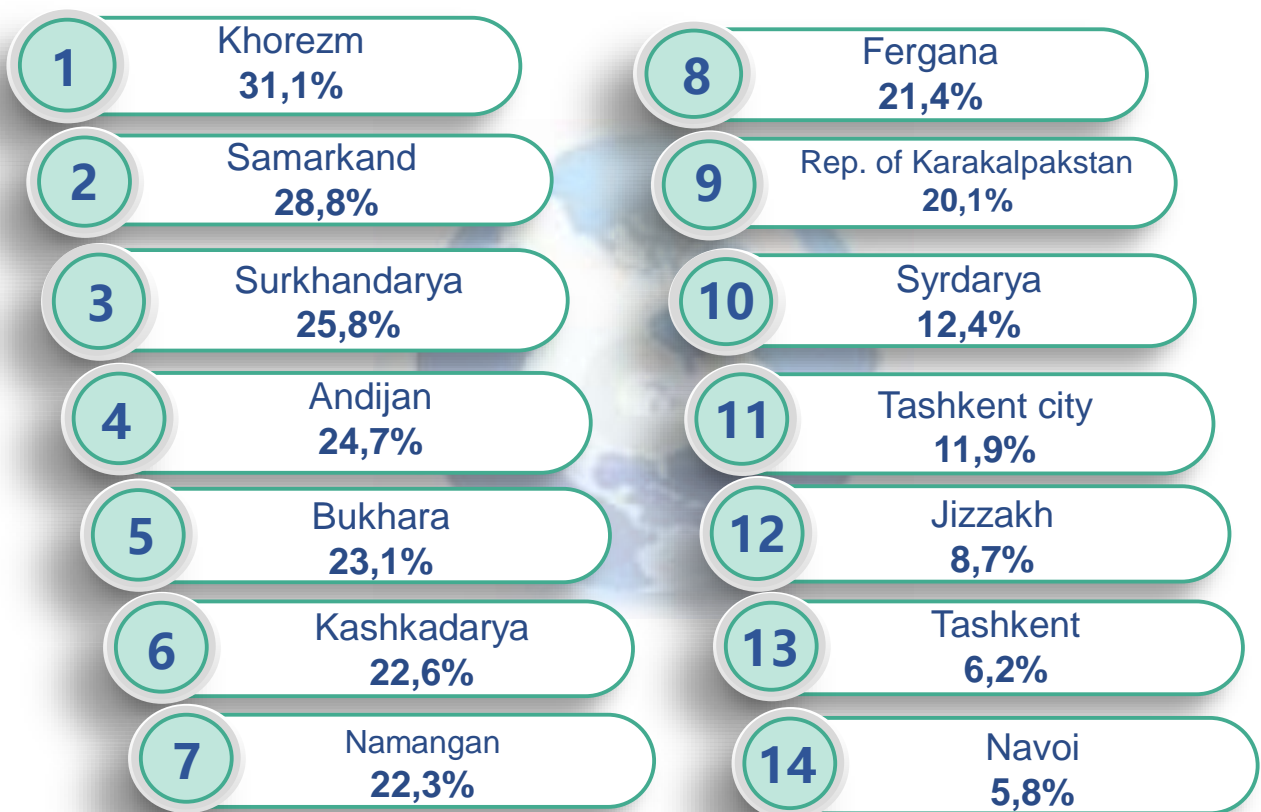 1
Khorezm
31,1%
2
Samarkand
28,8%
3
Surkhandarya
25,8%
4
Andijan
24,7%
5
Bukhara
23,1%
6
Kashkadarya
22,6%
7
Namangan
22,3%
8
Fergana
21,4%
9
Rep. of Karakalpakstan
20,1%
10
Syrdarya
12,4%
11
Tashkent city
11,9%
12
Jizzakh
8,7%
13
Tashkent
6,2%
14
Navoi
5,8%